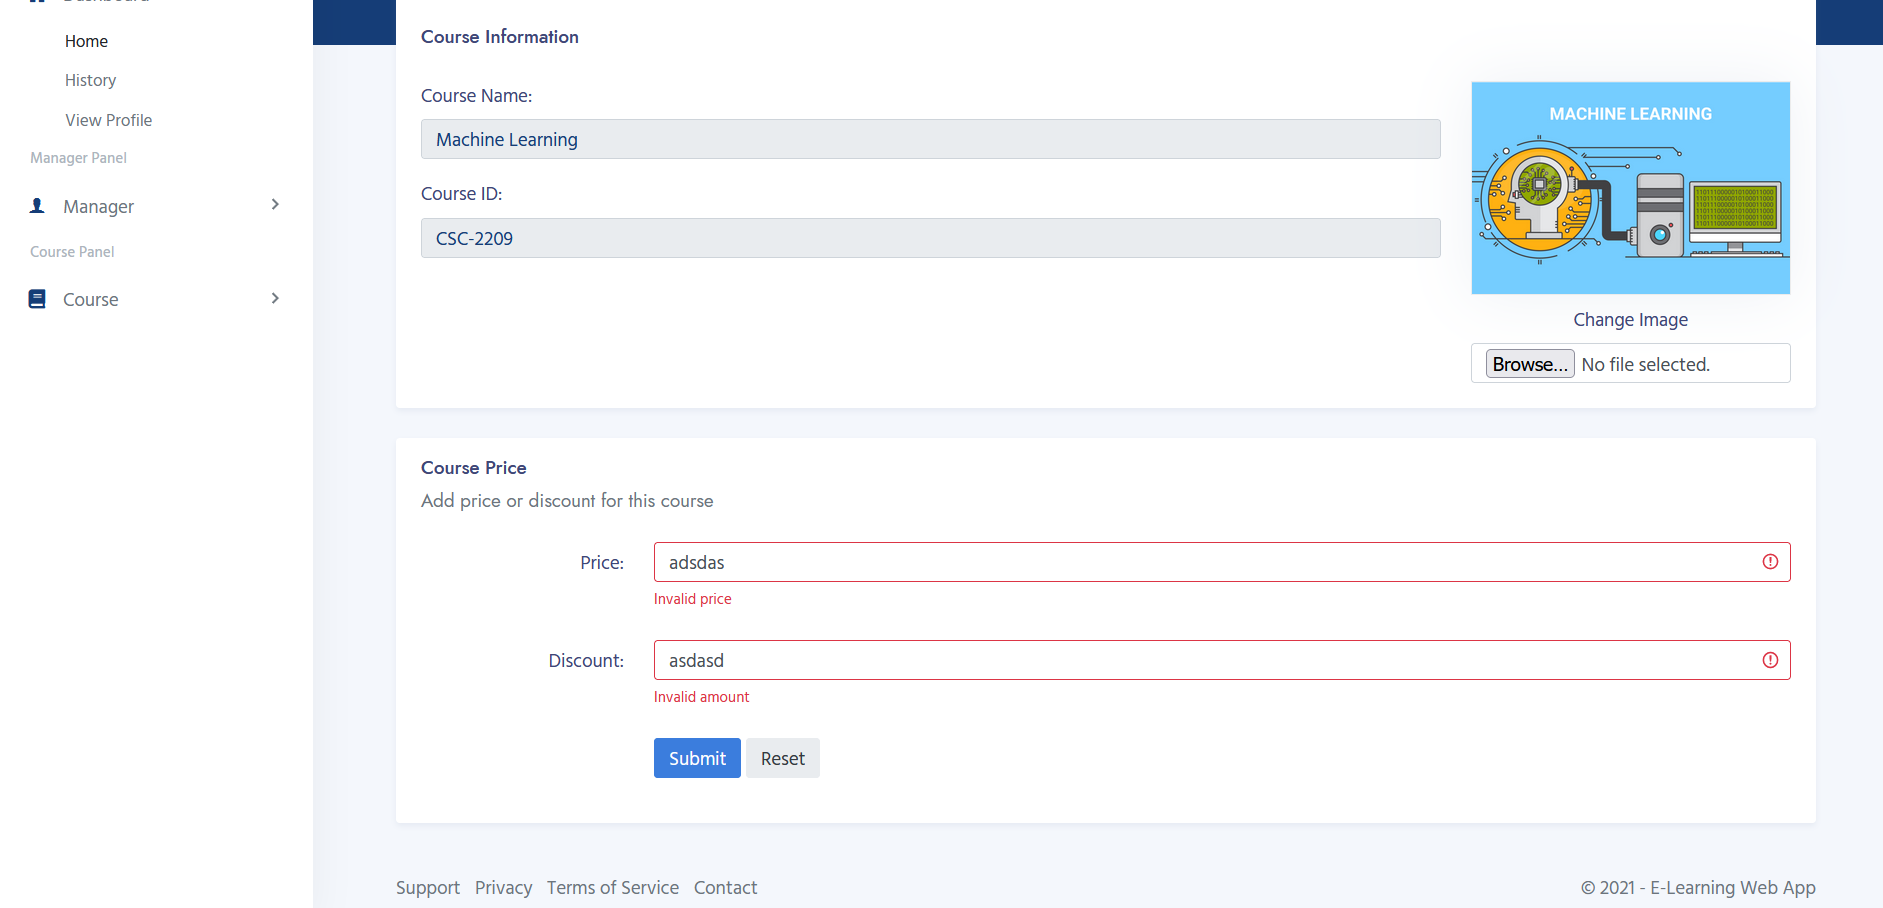 Dashboard
Home
History
View Profile
Manager Panel
Manager
Course Panel
Course
Course Information
Course Name:
Machine Learning
Course ID:
CSC-2209
MACHINE LEARNING
Change Image
Browse... No file selected.
Course Price
Add price or discount for this course
Price: adsdas
Invalid price
Discount: asdasd
Invalid amount
Submit Reset
Support Privacy Terms of Service Contact
© 2021 - E-Learning Web App